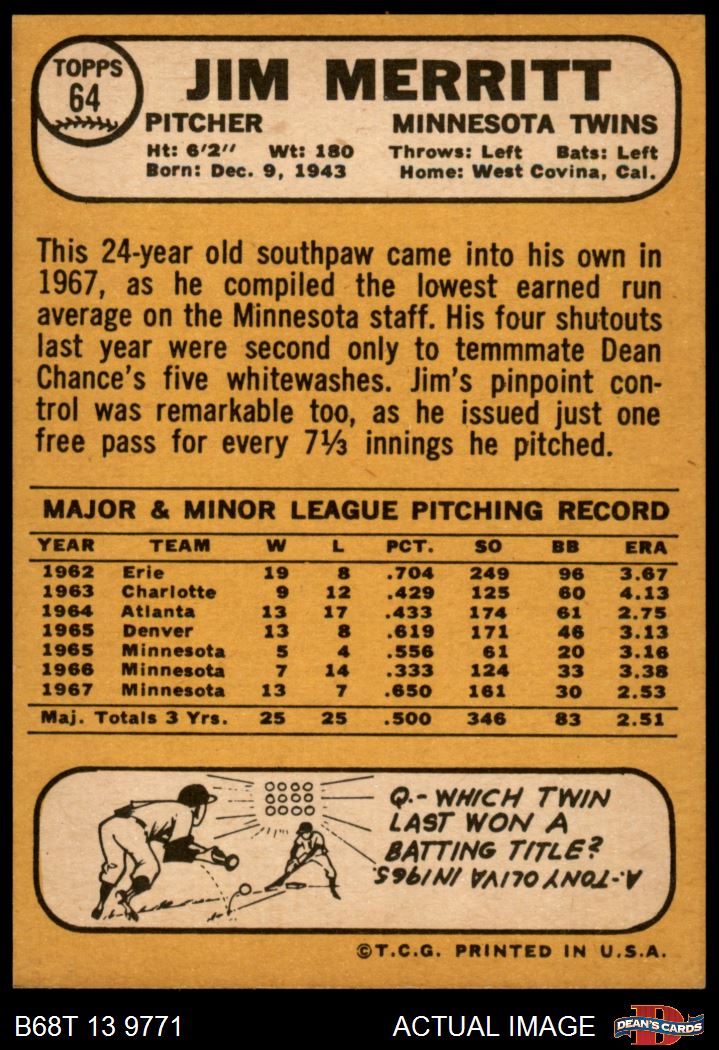 TOPPS
64
JIM MERRITT
PITCHER MINNESOTA TWINS
Ht: 6'2" Wt: 180 Throws: Left Bats: Left
Born: Dec. 9, 1943 Home: West Covina, Cal.
This 24-year old southpaw came into his own in
1967, as he compiled the lowest earned run
average on the Minnesota staff. His four shutouts
last year were second only to temmmate Dean
Chance's five whitewashes. Jim's pinpoint con-
trol was remarkable too, as he issued just one
free pass for every 7⅓ innings he pitched.
MAJOR & MINOR LEAGUE PITCHING RECORD
YEAR TEAM W L PCT. SO BB ERA
1962 Erie 19 8 .704 249 96 3.67
1963 Charlotte 9 12 .429 125 60 4.13
1964 Atlanta 13 17 .433 174 61 2.75
1965 Denver 13 8 .619 171 46 3.13
1965 Minnesota 5 4 .556 61 20 3.16
1966 Minnesota 7 14 .333 124 33 3.38
1967 Minnesota 13 7 .650 161 30 2.53
Maj. Totals 3 Yrs. 25 25 .500 346 83 2.51
Q.- WHICH TWIN
LAST WON A
BATTING TITLE?
A.-TONY OLIVA IN 1965.
©T.C.G. PRINTED IN U.S.A.
B68T 13 9771 ACTUAL IMAGE
D
DEAN'S CARDS